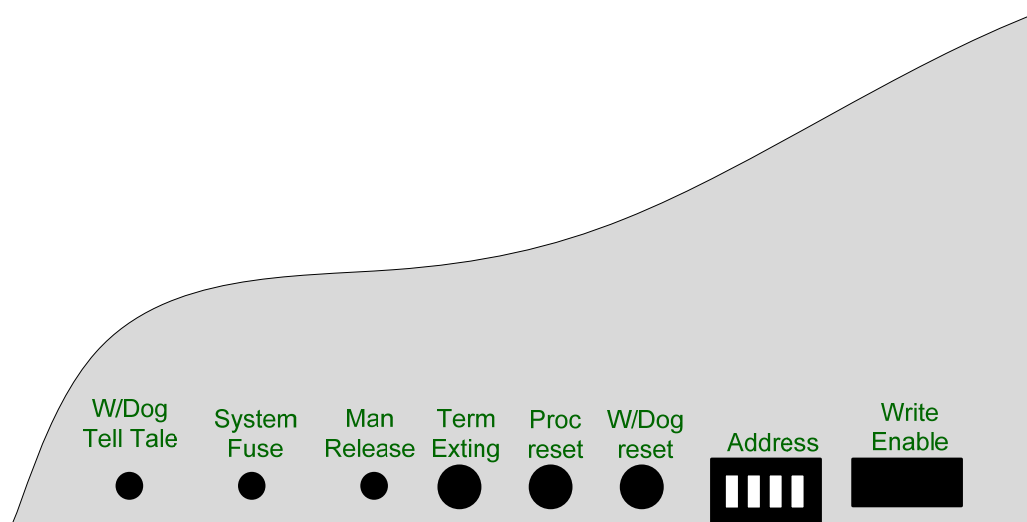 W/Dog
Tell Tale
System
Fuse
Man
Release
Term
Exting
Proc
reset
W/Dog
reset
Address
Write
Enable